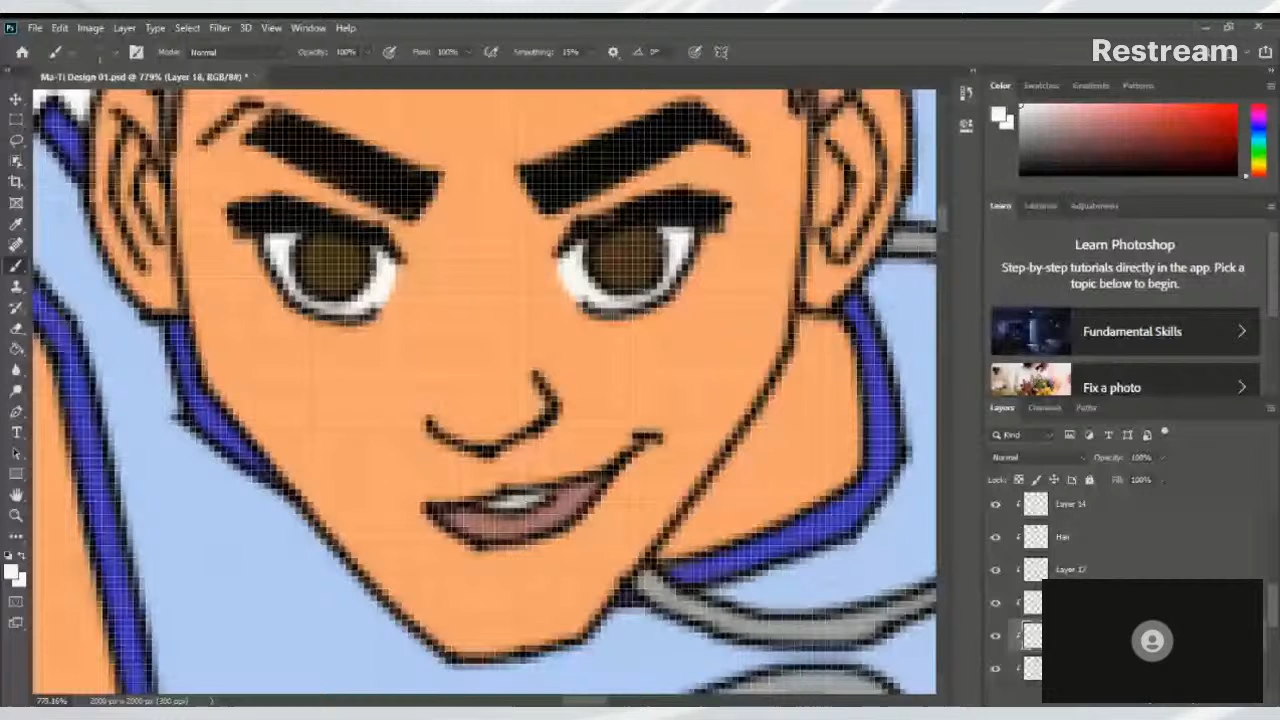 File Edit Image Layer Type Select Filter 3D View Window Help
Restream
Mode: Normal Opacity: 100% Flow: 100% Smoothing: 15% 0°
Ma-Ti Design 01.psd @ 779% (Layer 18, RGB/8#) *
Color Swatches Gradients Patterns
Learn Libraries Adjustments
Learn Photoshop
Step-by-step tutorials directly in the app. Pick a
topic below to begin.
Fundamental Skills
Fix a photo
Layers Channels Paths
Kind
Normal Opacity: 100%
Lock: Fill: 100%
Layer 14
Hair
Layer 17
779.16% 2000 px x 2000 px (300 ppi)